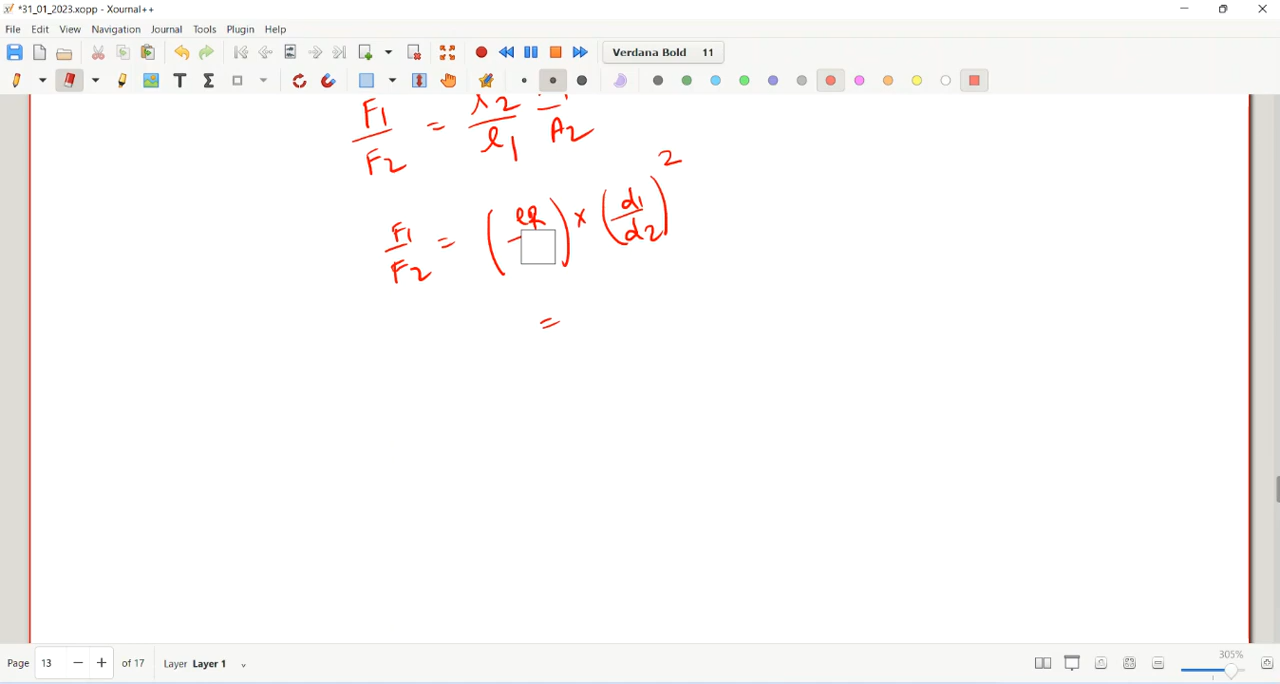 *31_01_2023.xopp - Xournal++
File Edit View Navigation Journal Tools Plugin Help
Verdana Bold 11
F1/F2 = l2/l1 /A2
F1/F2 = ( ) × (d1/d2)^2
=
Page 13 of 17 Layer Layer 1 305%